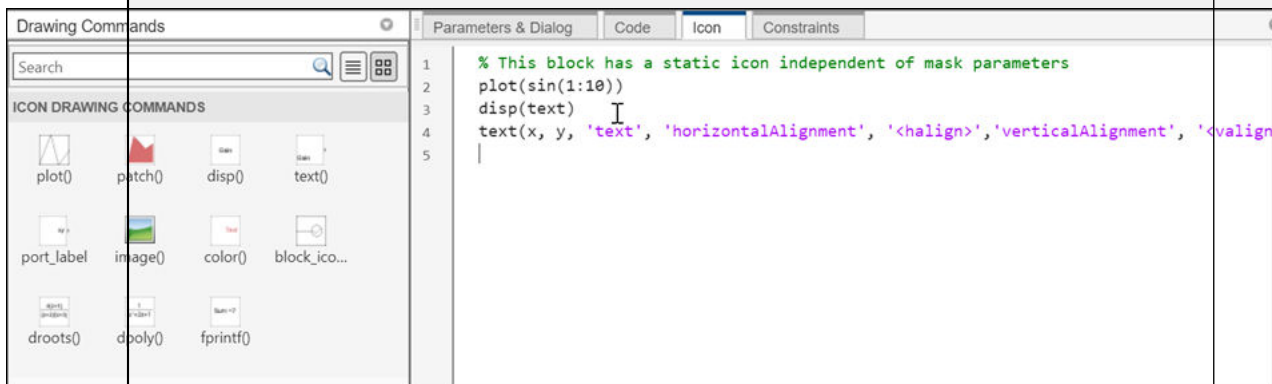 Drawing Commands
Parameters & Dialog
Code
Icon
Constraints
Search
ICON DRAWING COMMANDS
plot()
patch()
disp()
text()
port_label
image()
color()
block_ico...
droots()
dpoly()
fprintf()
1 % This block has a static icon independent of mask parameters
2 plot(sin(1:10))
3 disp(text)
4 text(x, y, 'text', 'horizontalAlignment', '<halign>','verticalAlignment', '<valign
5